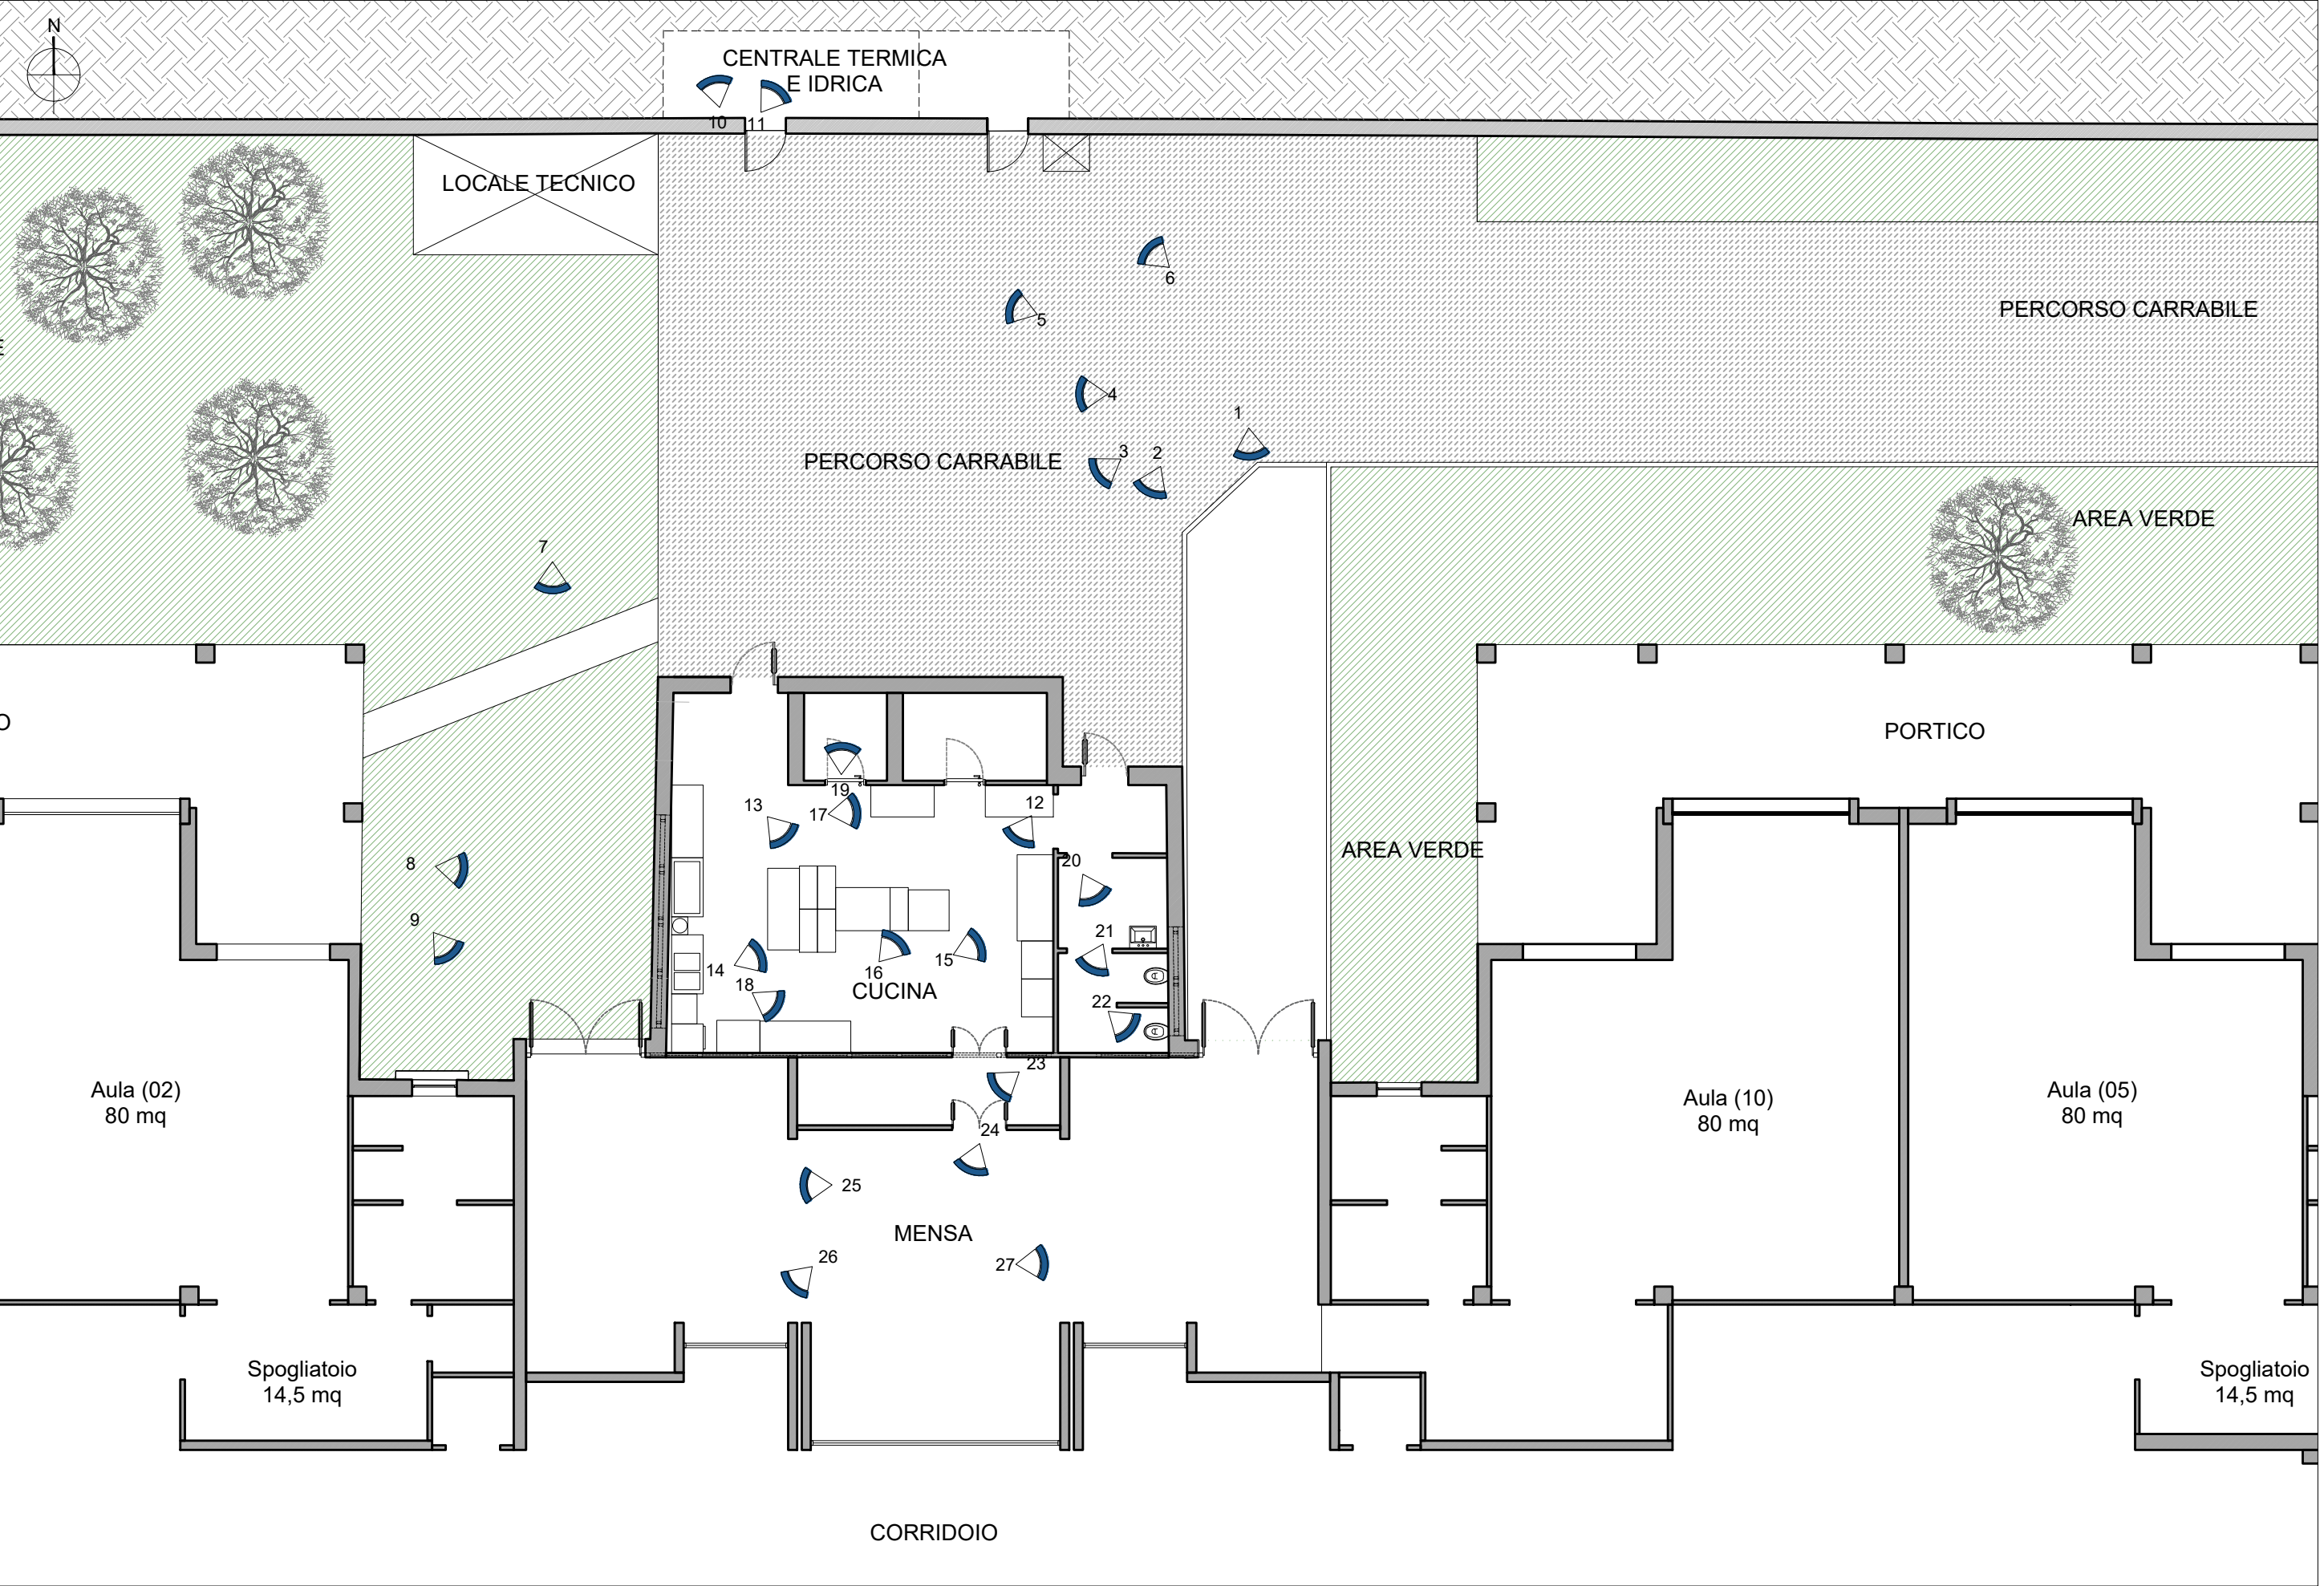 N
CENTRALE TERMICA
E IDRICA
10
11
LOCALE TECNICO
6
5
PERCORSO CARRABILE
E
4
1
3
2
PERCORSO CARRABILE
AREA VERDE
7
O
PORTICO
19
13
17
12
AREA VERDE
8
20
9
21
14
16
15
18
CUCINA
22
23
Aula (02)
80 mq
Aula (10)
80 mq
Aula (05)
80 mq
24
25
MENSA
26
27
Spogliatoio
14,5 mq
Spogliatoio
14,5 mq
CORRIDOIO